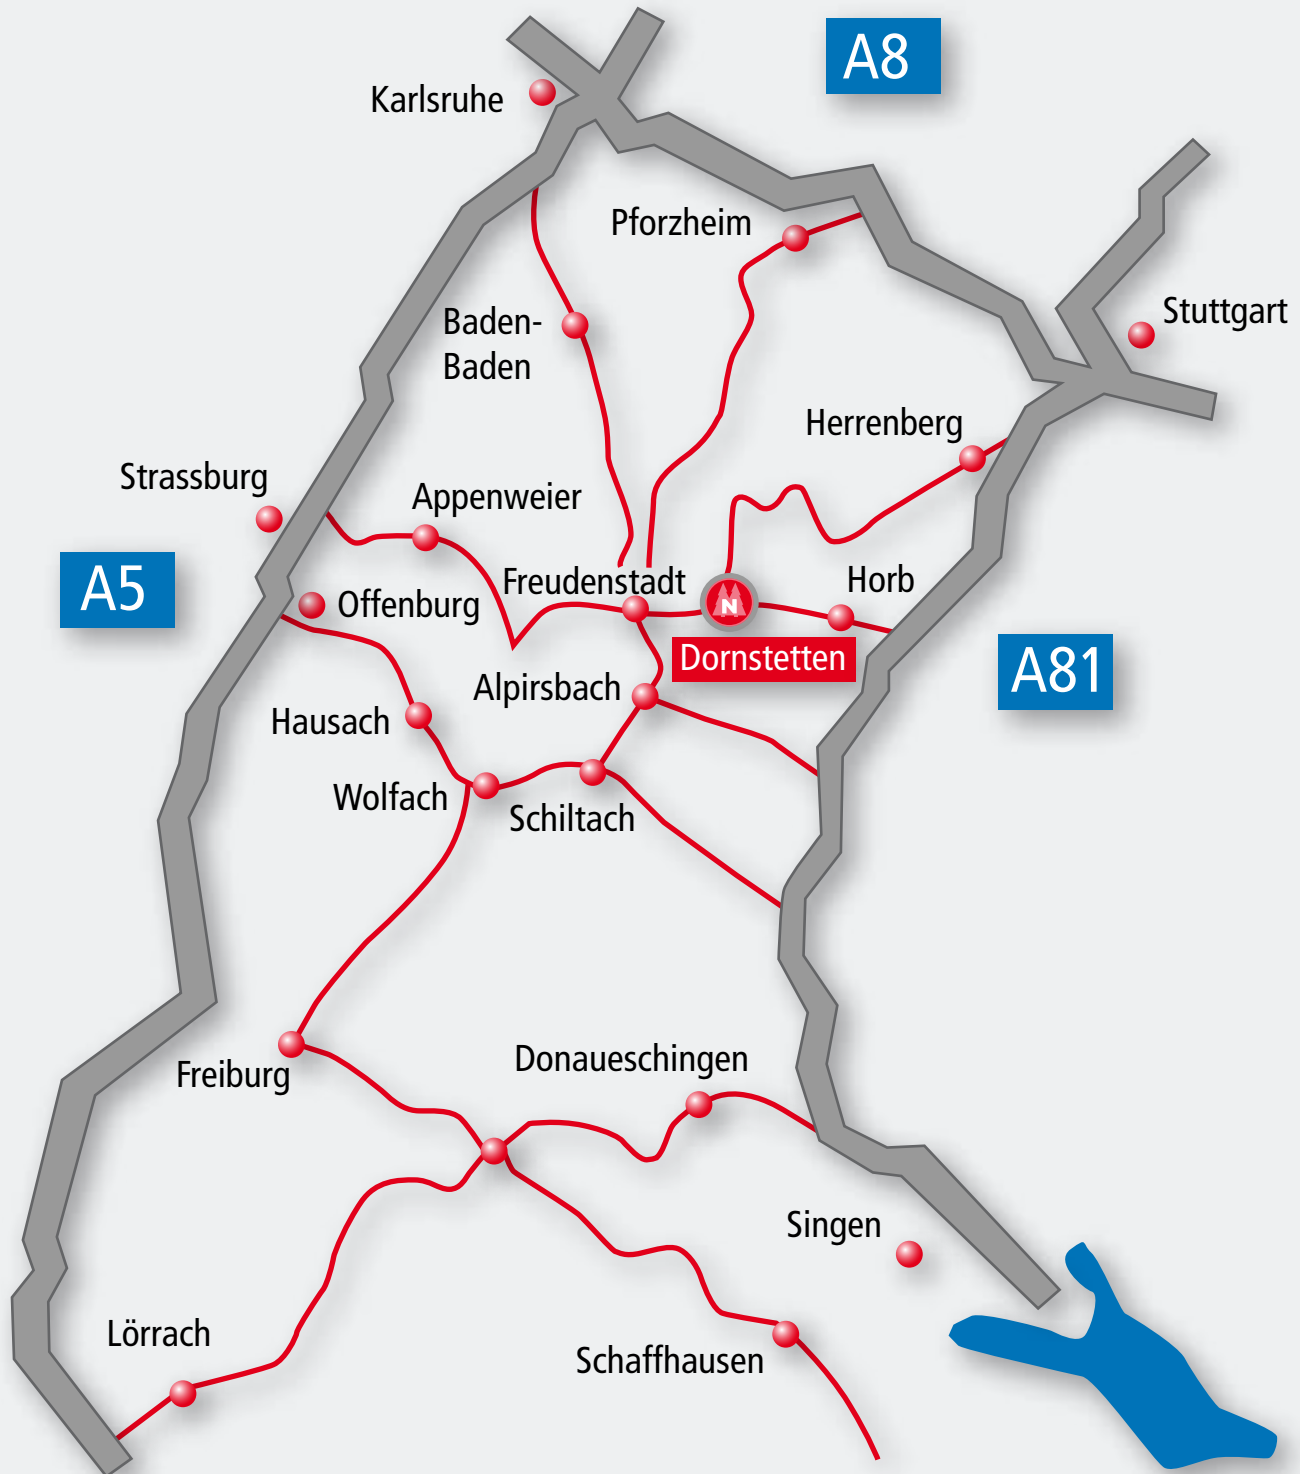 A8
Karlsruhe
Pforzheim
Stuttgart
Baden-
Baden
Herrenberg
Strassburg
Appenweier
A5
Freudenstadt
Horb
Offenburg
N
Dornstetten
A81
Alpirsbach
Hausach
Wolfach
Schiltach
Freiburg
Donaueschingen
Singen
Lörrach
Schaffhausen